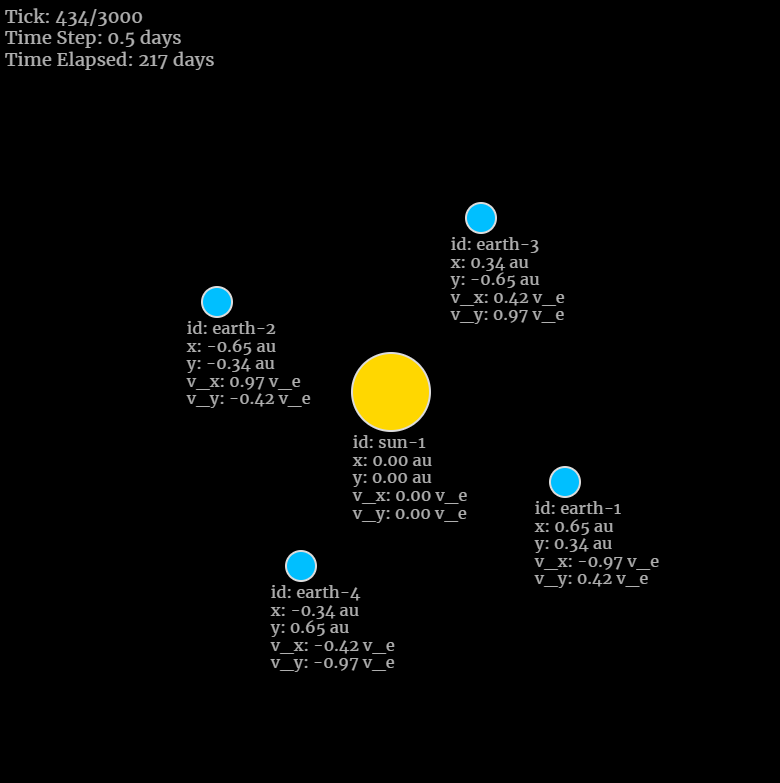 Tick: 434/3000
Time Step: 0.5 days
Time Elapsed: 217 days
id: earth-3
x: 0.34 au
y: -0.65 au
v_x: 0.42 v_e
v_y: 0.97 v_e
id: earth-2
x: -0.65 au
y: -0.34 au
v_x: 0.97 v_e
v_y: -0.42 v_e
id: sun-1
x: 0.00 au
y: 0.00 au
v_x: 0.00 v_e
v_y: 0.00 v_e
id: earth-1
x: 0.65 au
y: 0.34 au
v_x: -0.97 v_e
v_y: 0.42 v_e
id: earth-4
x: -0.34 au
y: 0.65 au
v_x: -0.42 v_e
v_y: -0.97 v_e